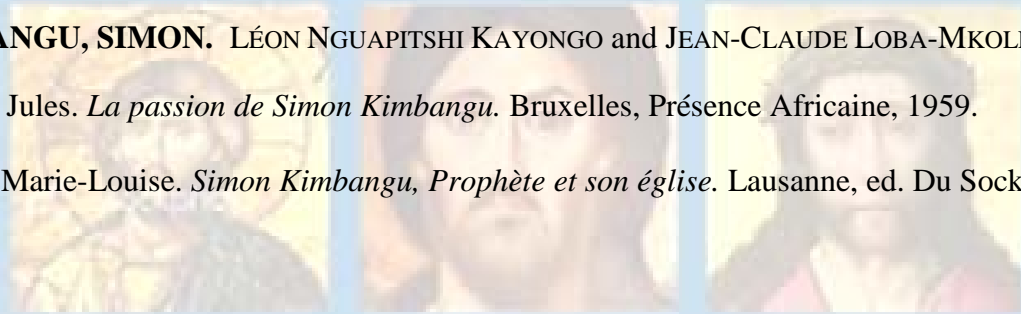 ANGU, SIMON. LÉON NGUAPITSHI KAYONGO and JEAN-CLAUDE LOBA-MKOL
Jules. La passion de Simon Kimbangu. Bruxelles, Présence Africaine, 1959.
Marie-Louise. Simon Kimbangu, Prophète et son église. Lausanne, ed. Du Sock